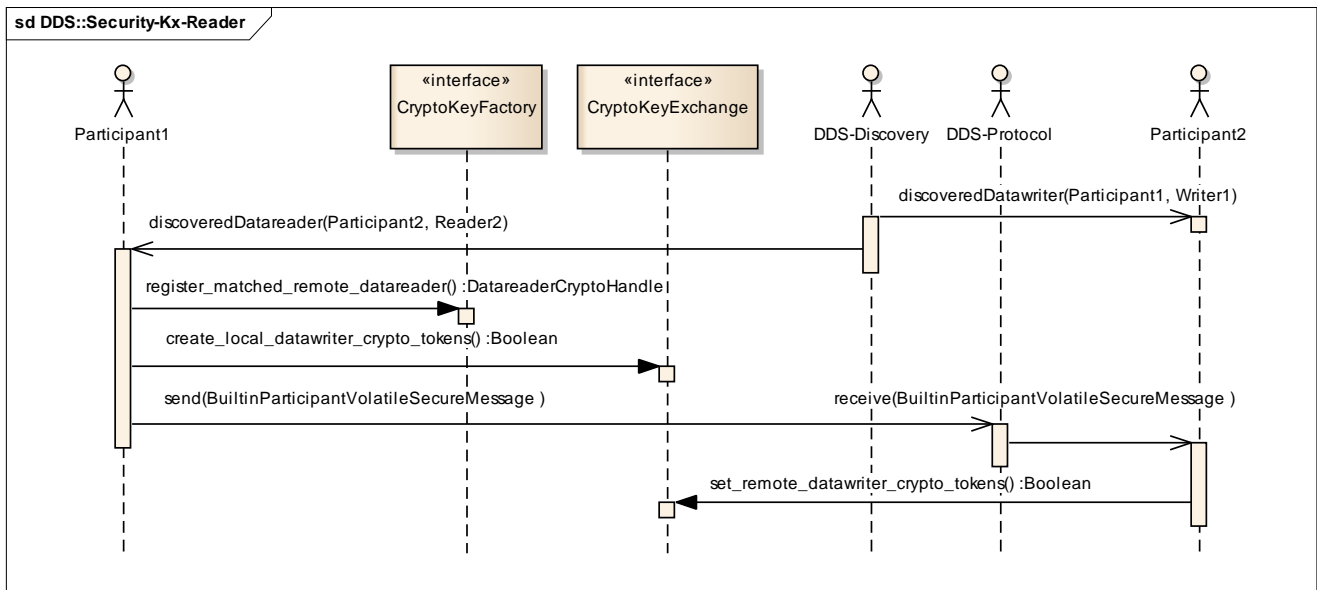 sd DDS::Security-Kx-Reader
«interface»
CryptoKeyFactory
«interface»
CryptoKeyExchange
Participant1
DDS-Discovery
DDS-Protocol
Participant2
discoveredDatawriter(Participant1, Writer1)
discoveredDatareader(Participant2, Reader2)
register_matched_remote_datareader() :DatareaderCryptoHandle
create_local_datawriter_crypto_tokens() :Boolean
send(BuiltinParticipantVolatileSecureMessage )
receive(BuiltinParticipantVolatileSecureMessage )
set_remote_datawriter_crypto_tokens() :Boolean